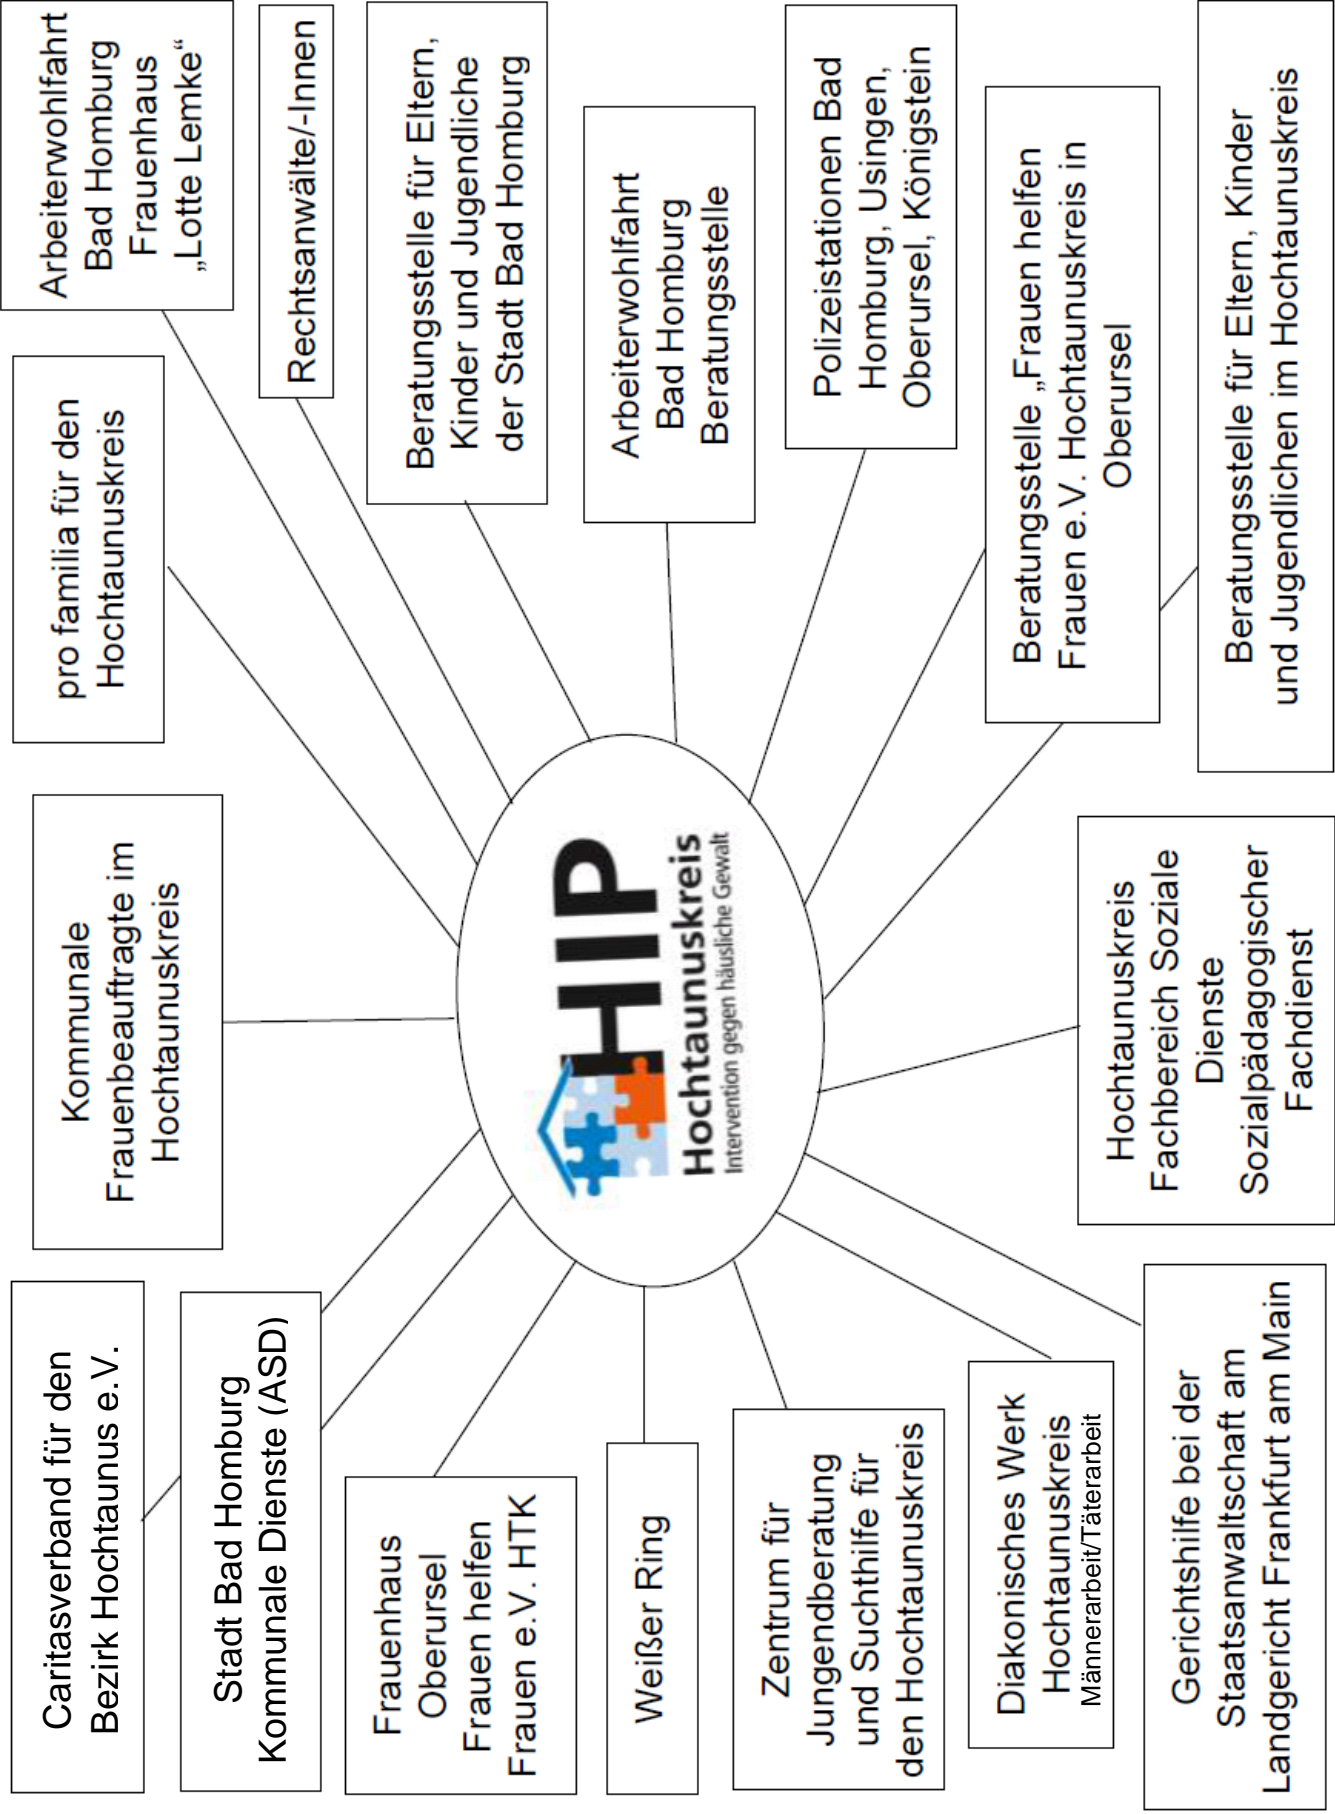 Caritasverband für den
Bezirk Hochtaunus e.V.
Kommunale
Frauenbeauftragte im
Hochtaunuskreis
pro familia für den
Hochtaunuskreis
Arbeiterwohlfahrt
Bad Homburg
Frauenhaus
„Lotte Lemke“
Stadt Bad Homburg
Kommunale Dienste (ASD)
Rechtsanwälte/-Innen
Frauenhaus
Oberursel
Frauen helfen
Frauen e.V. HTK
Beratungsstelle für Eltern,
Kinder und Jugendliche
der Stadt Bad Homburg
HIP
Hochtaunuskreis
Intervention gegen häusliche Gewalt
Weißer Ring
Arbeiterwohlfahrt
Bad Homburg
Beratungsstelle
Zentrum für
Jungendberatung
und Suchthilfe für
den Hochtaunuskreis
Polizeistationen Bad
Homburg, Usingen,
Oberursel, Königstein
Diakonisches Werk
Hochtaunuskreis
Männerarbeit/Täterarbeit
Beratungsstelle „Frauen helfen
Frauen e.V. Hochtaunuskreis in
Oberursel
Gerichtshilfe bei der
Staatsanwaltschaft am
Landgericht Frankfurt am Main
Hochtaunuskreis
Fachbereich Soziale
Dienste
Sozialpädagogischer
Fachdienst
Beratungsstelle für Eltern, Kinder
und Jugendlichen im Hochtaunuskreis